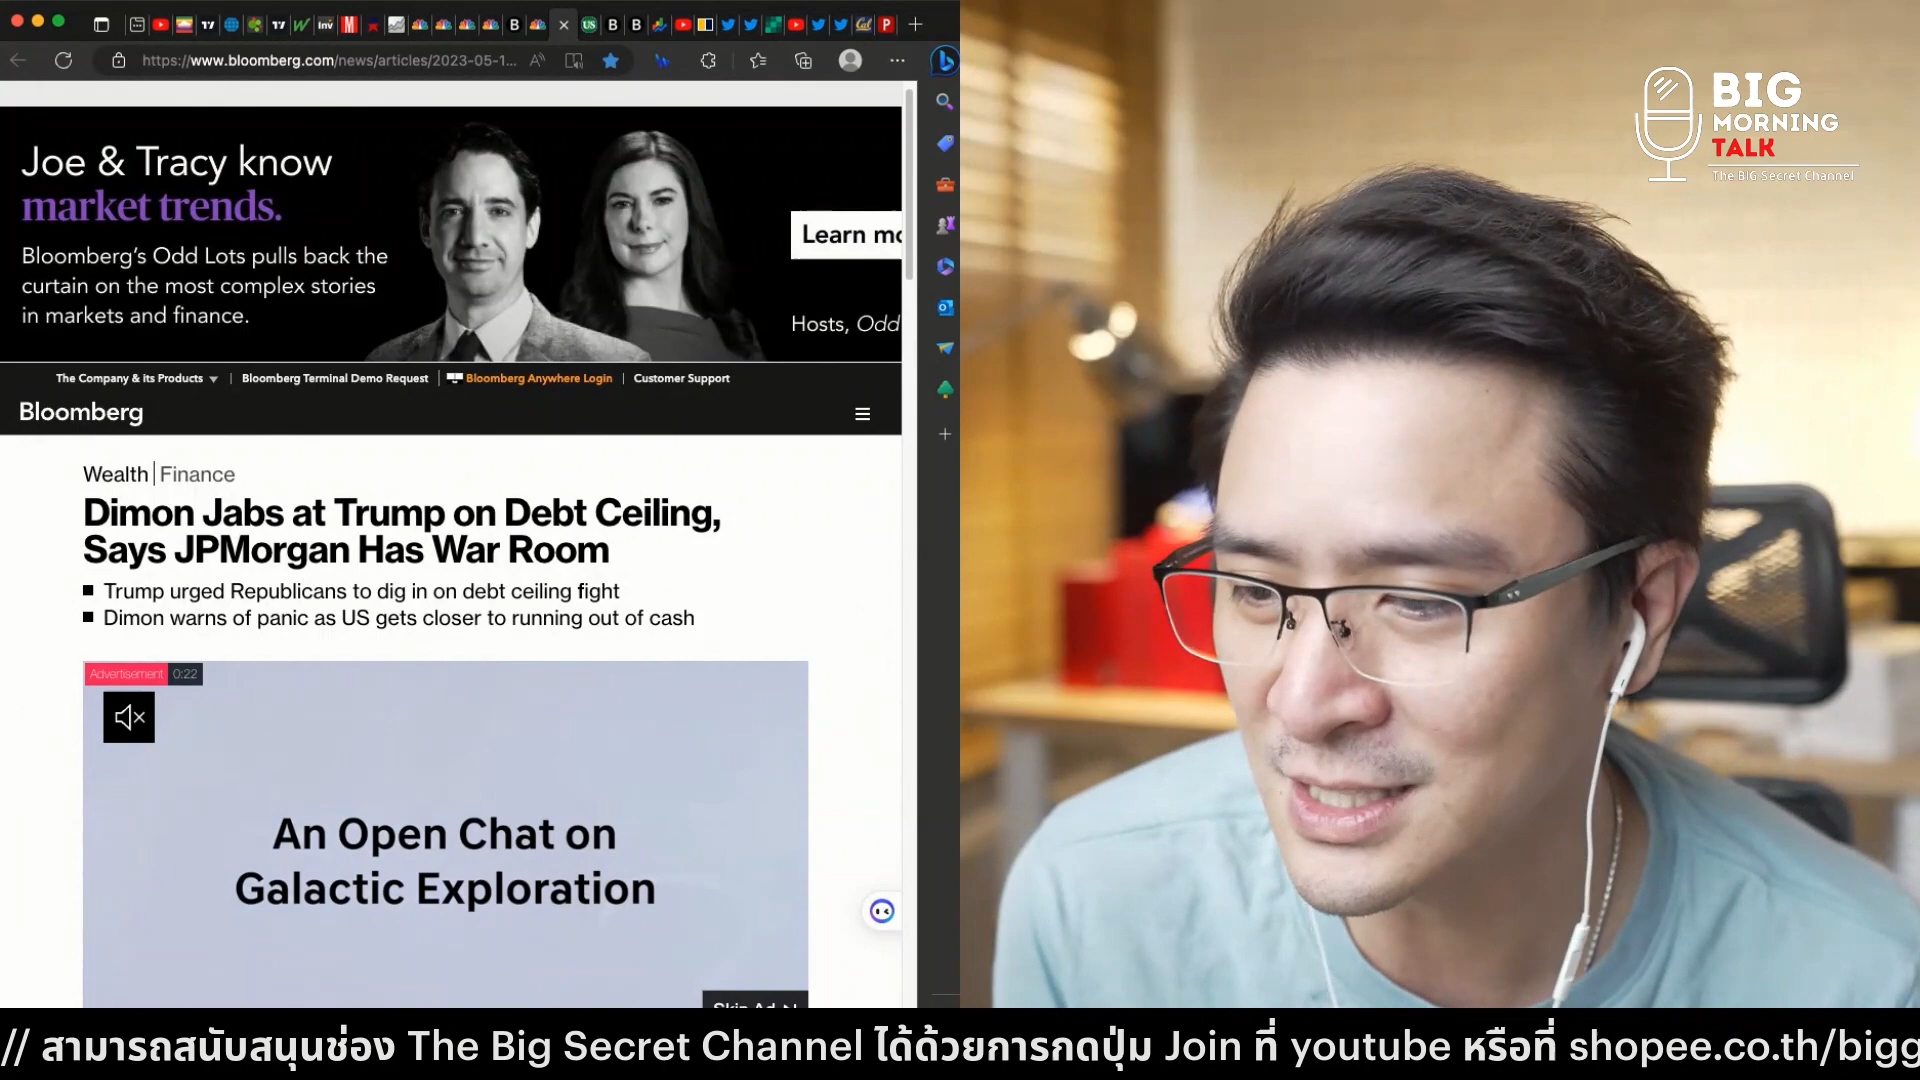 https://www.bloomberg.com/news/articles/2023-05-1...
Joe & Tracy know
market trends.
Bloomberg's Odd Lots pulls back the
curtain on the most complex stories
in markets and finance.
Learn mo
Hosts, Odd
The Company & its Products
Bloomberg Terminal Demo Request
Bloomberg Anywhere Login
Customer Support
Bloomberg
Wealth | Finance
Dimon Jabs at Trump on Debt Ceiling,
Says JPMorgan Has War Room
Trump urged Republicans to dig in on debt ceiling fight
Dimon warns of panic as US gets closer to running out of cash
Advertisement 0:22
An Open Chat on
Galactic Exploration
Skip Ad
BIG
MORNING
TALK
The BIG Secret Channel
// สามารถสนับสนุนช่อง The Big Secret Channel ได้ด้วยการกดปุ่ม Join ที่ youtube หรือที่ shopee.co.th/bigg